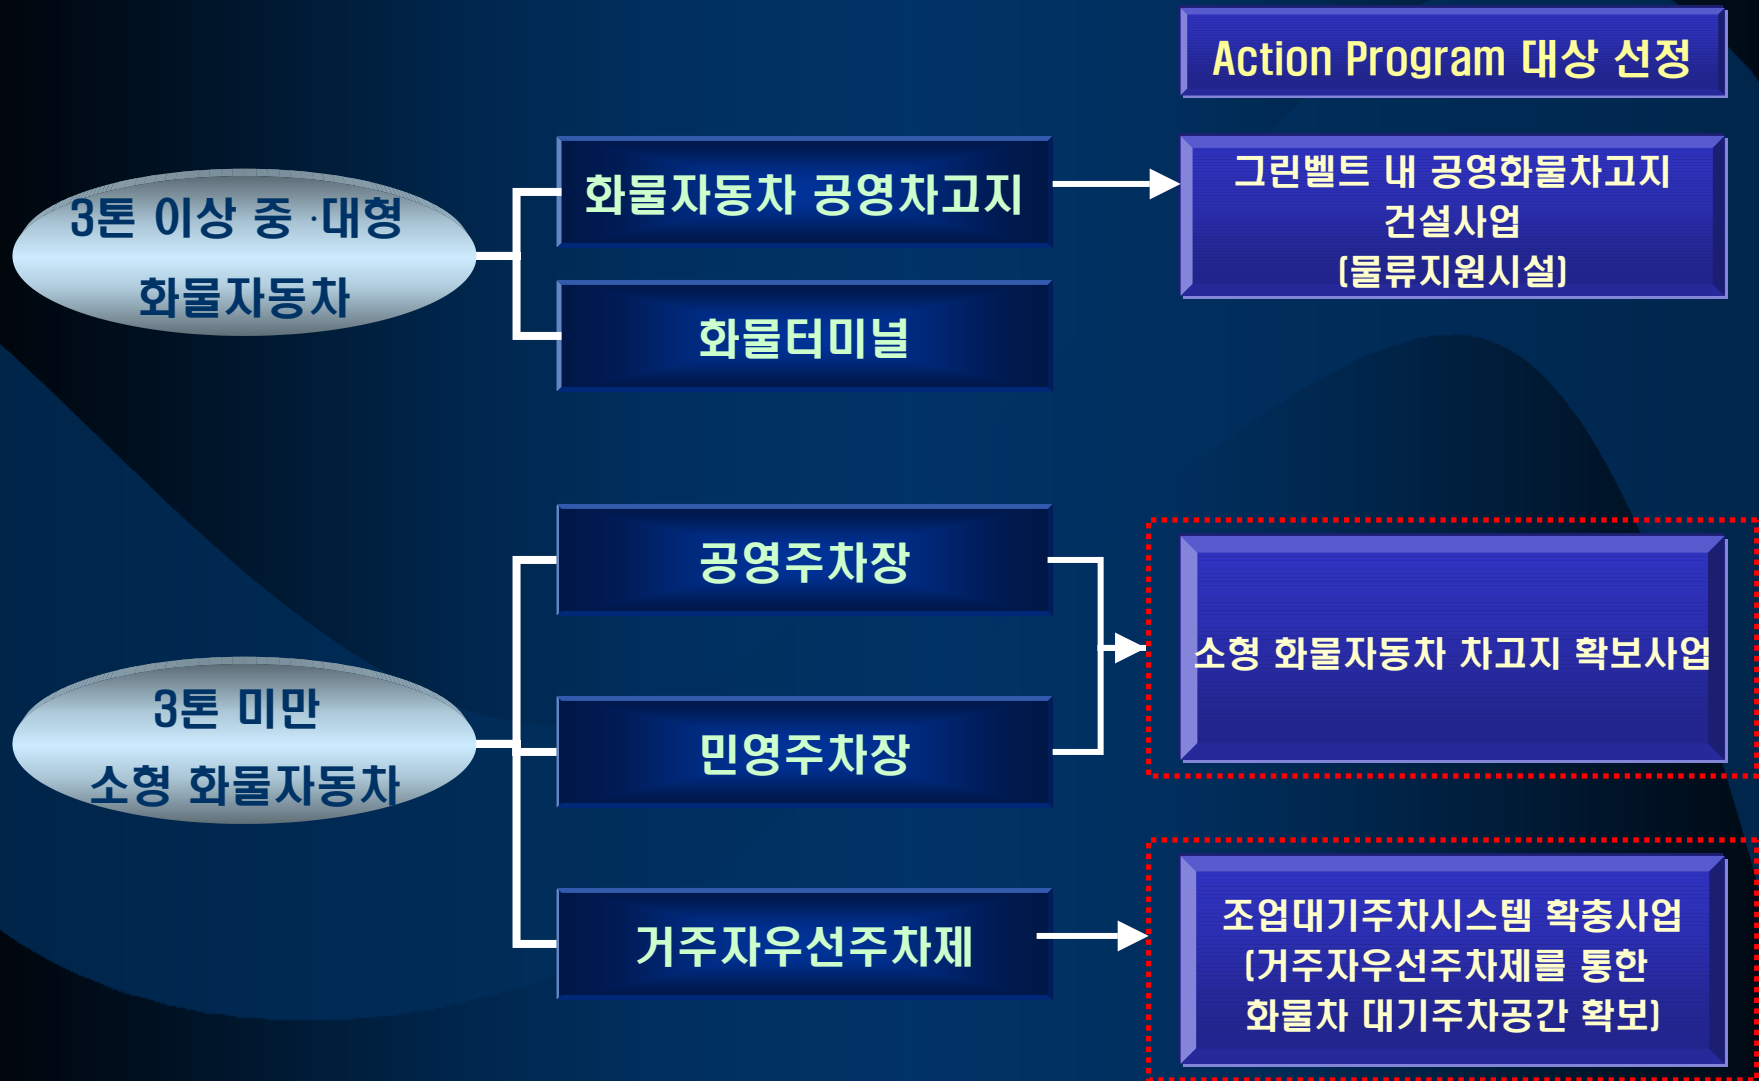 Action Program 대상 선정
3톤 이상 중 ·대형
화물자동차
화물자동차 공영차고지
그린벨트 내 공영화물차고지
건설사업
(물류지원시설)
화물터미널
3톤 미만
소형 화물자동차
공영주차장
민영주차장
소형 화물자동차 차고지 확보사업
거주자우선주차제
조업대기주차시스템 확충사업
(거주자우선주차제를 통한
화물차 대기주차공간 확보)